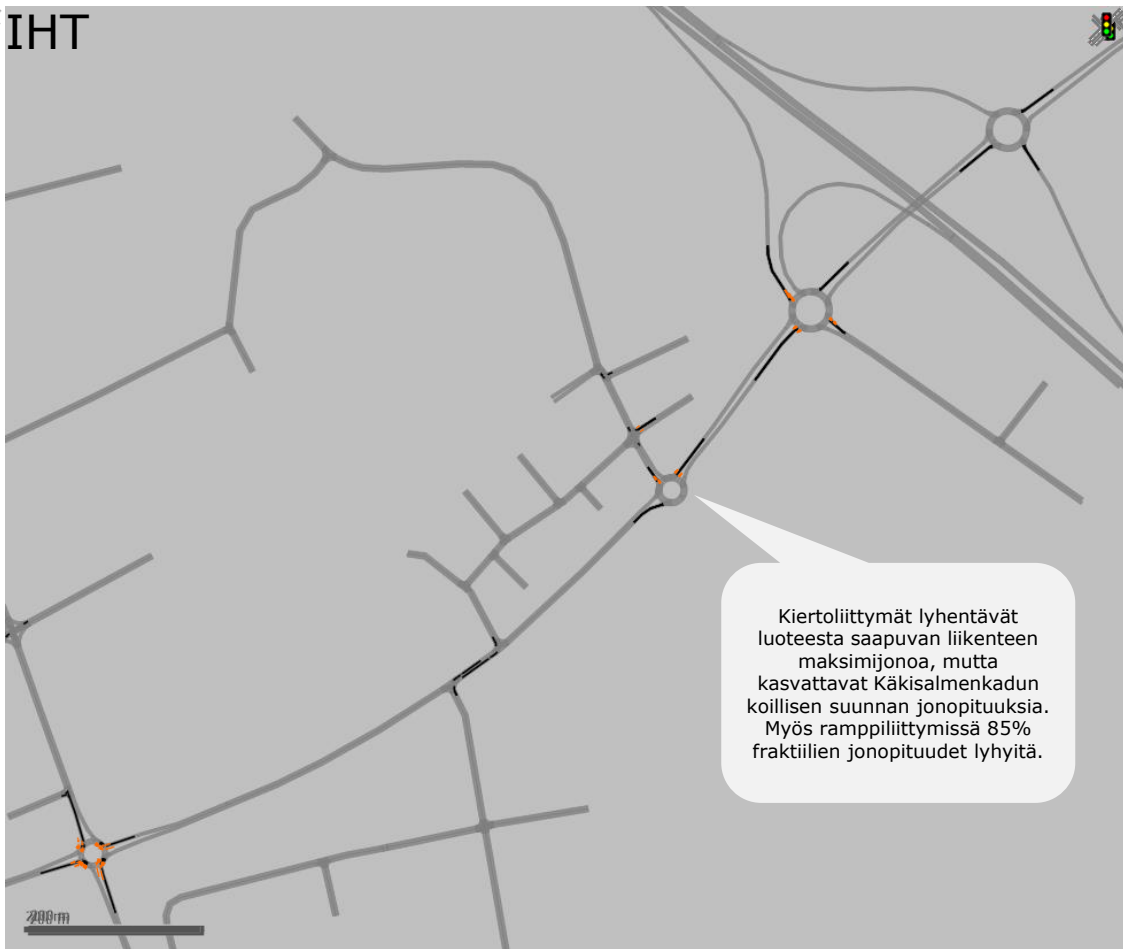 IHT
Kiertoliittymät lyhentävät
luoteesta saapuvan liikenteen
maksimijonoa, mutta
kasvattavat Käkisalmenkadun
koillisen suunnan jonopituuksia.
Myös ramppiliittymissä 85%
fraktiilien jonopituudet lyhyitä.